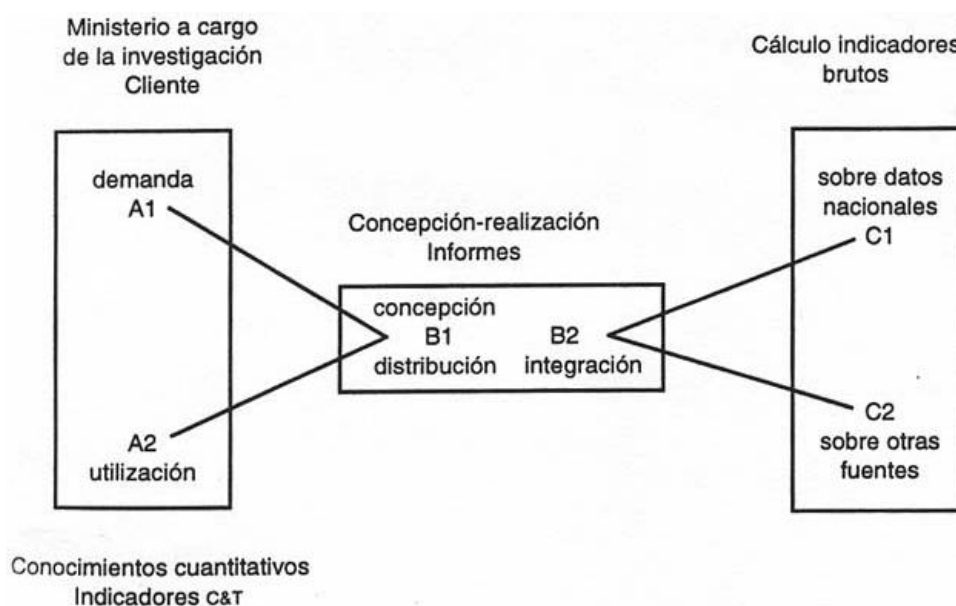 Ministerio a cargo
de la investigación
Cliente
Cálculo indicadores
brutos
demanda
A1
sobre datos
nacionales
C1
Concepción-realización
Informes
concepción
B1
distribución
B2
integración
A2
utilización
C2
sobre otras
fuentes
Conocimientos cuantitativos
Indicadores C&T